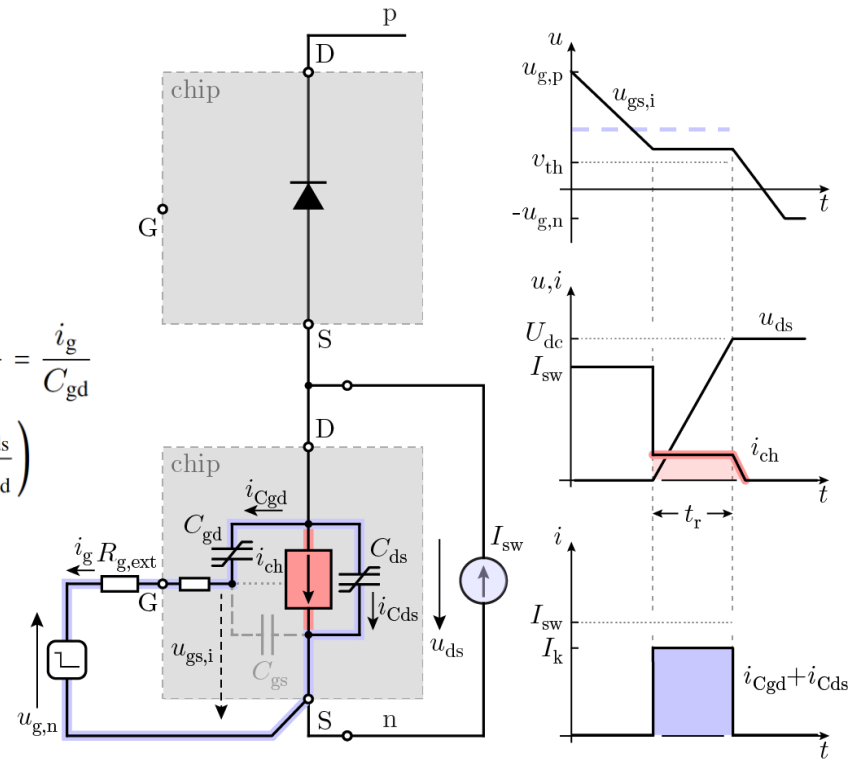 p
D
chip
G
S
= i_g / C_gd
D
chip
i_Cgd
C_gd
i_g R_g,ext
i_ch
C_ds
I_sw
G
i_Cds
u_gs,i
C_gs
u_ds
u_g,n
S
n
u
u_g,p
u_gs,i
v_th
-u_g,n
t
u,i
U_dc
u_ds
I_sw
i_ch
t
t_r
i
I_sw
I_k
i_Cgd+i_Cds
t